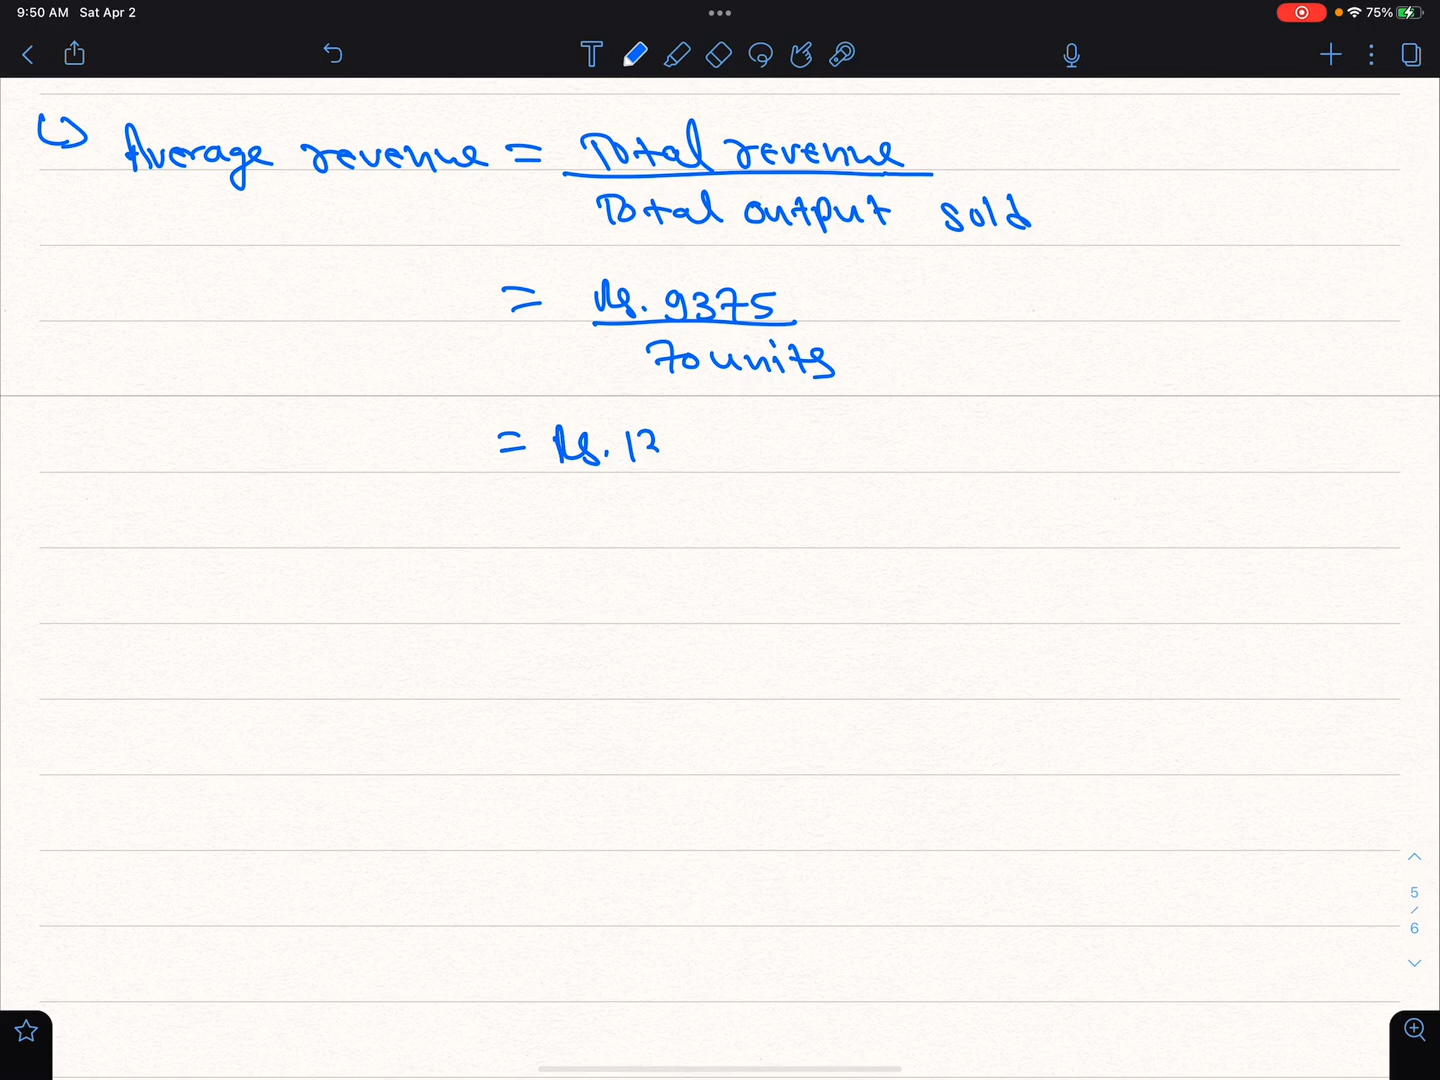 9:50 AM Sat Apr 2
75%
Average revenue = Total revenue
Total output sold
= Rs. 9375
70 units
= Rs. 12
5
/
6